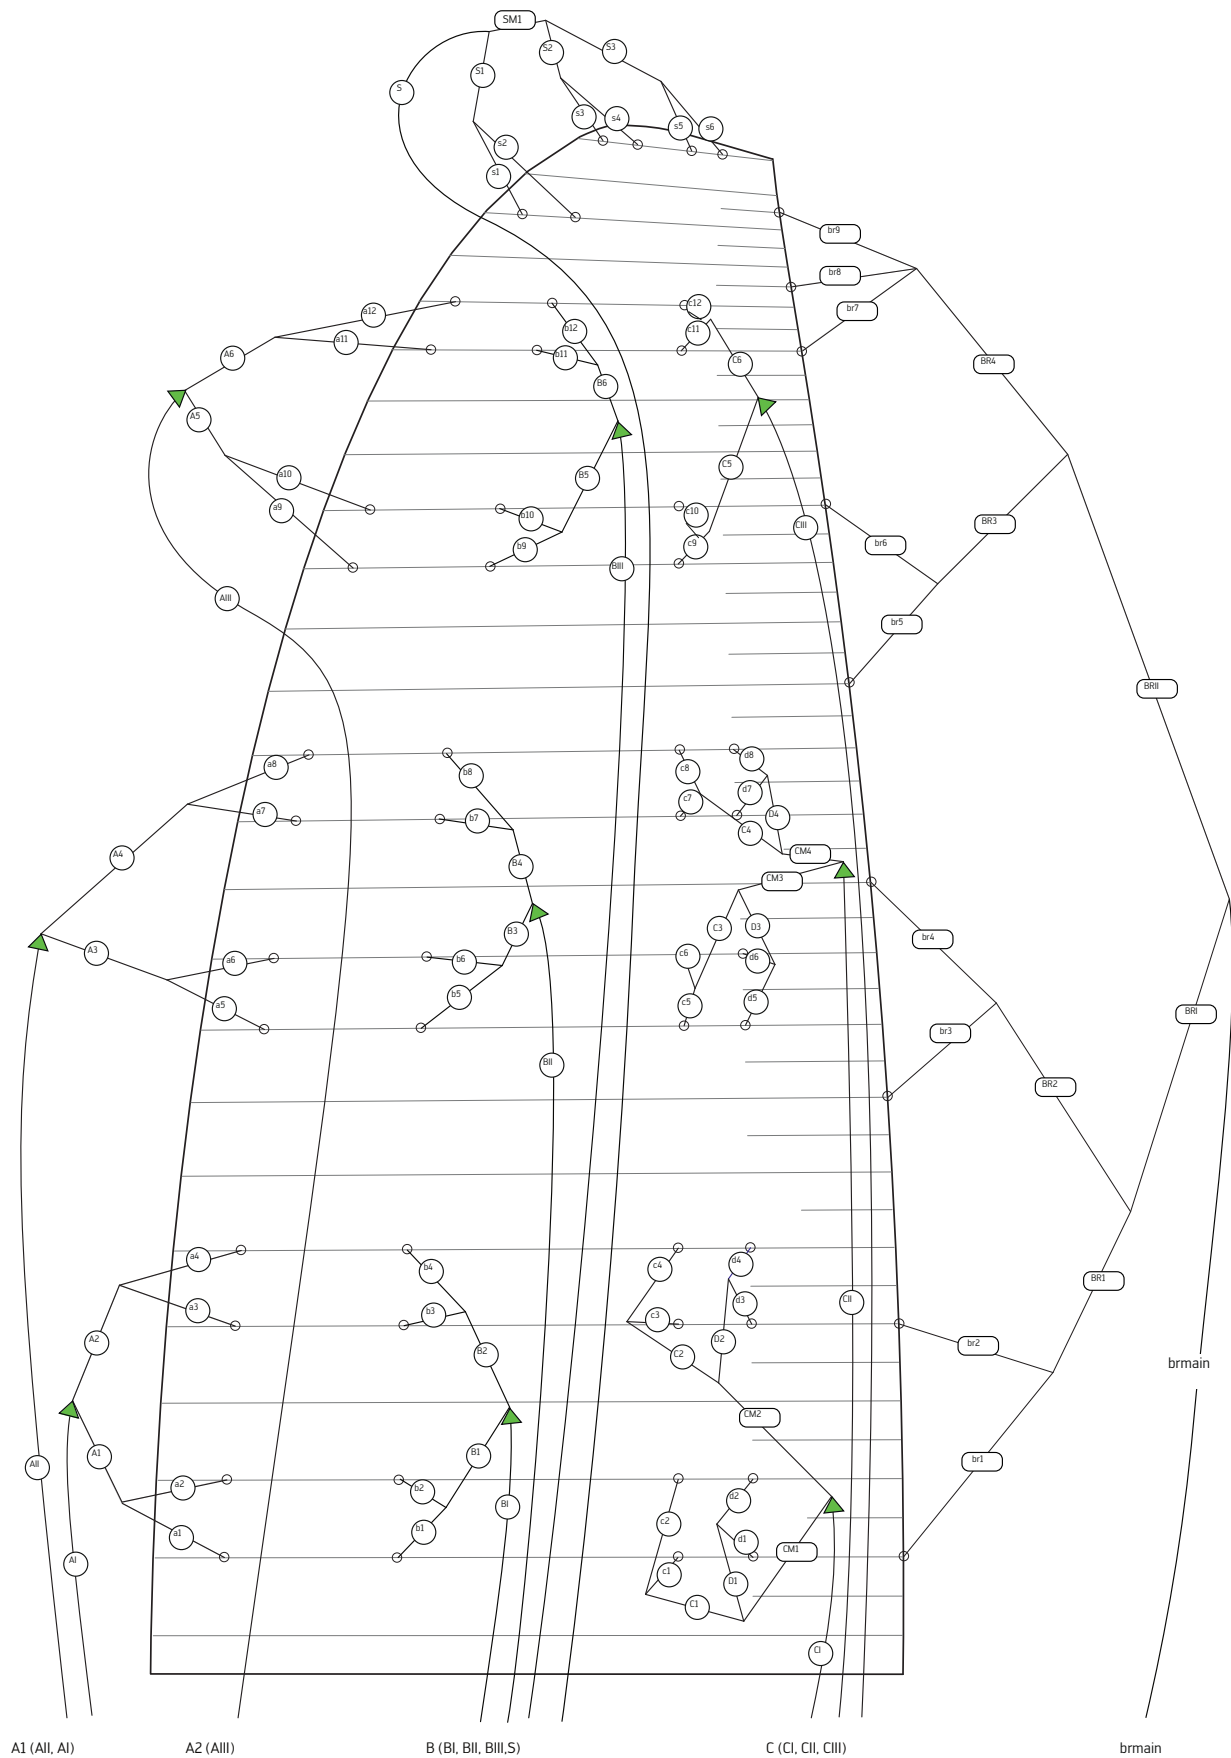 SM1
S2
S3
S1
S
s3
s4
s5
s6
s2
s1
br9
br8
br7
a12
c12
b12
c11
a11
b11
A6
C6
BR4
B6
A5
C5
a10
B5
c10
a9
b10
CIII
BR3
c9
b9
br6
BIII
AIII
br5
BRII
d8
a8
c8
b8
d7
c7
a7
b7
D4
C4
CM4
A4
B4
CM3
C3
D3
B3
br4
A3
c6
d6
a6
b6
b5
d5
c5
a5
BRI
br3
BII
BR2
a4
d4
c4
b4
BR1
CII
d3
a3
b3
c3
D2
A2
br2
B2
C2
brmain
CM2
A1
B1
br1
AII
a2
b2
d2
BI
c2
b1
a1
d1
CM1
AI
c1
D1
C1
CI
A1 (AII, AI) A2 (AIII) B (BI, BII, BIII,S) C (CI, CII, CIII) brmain